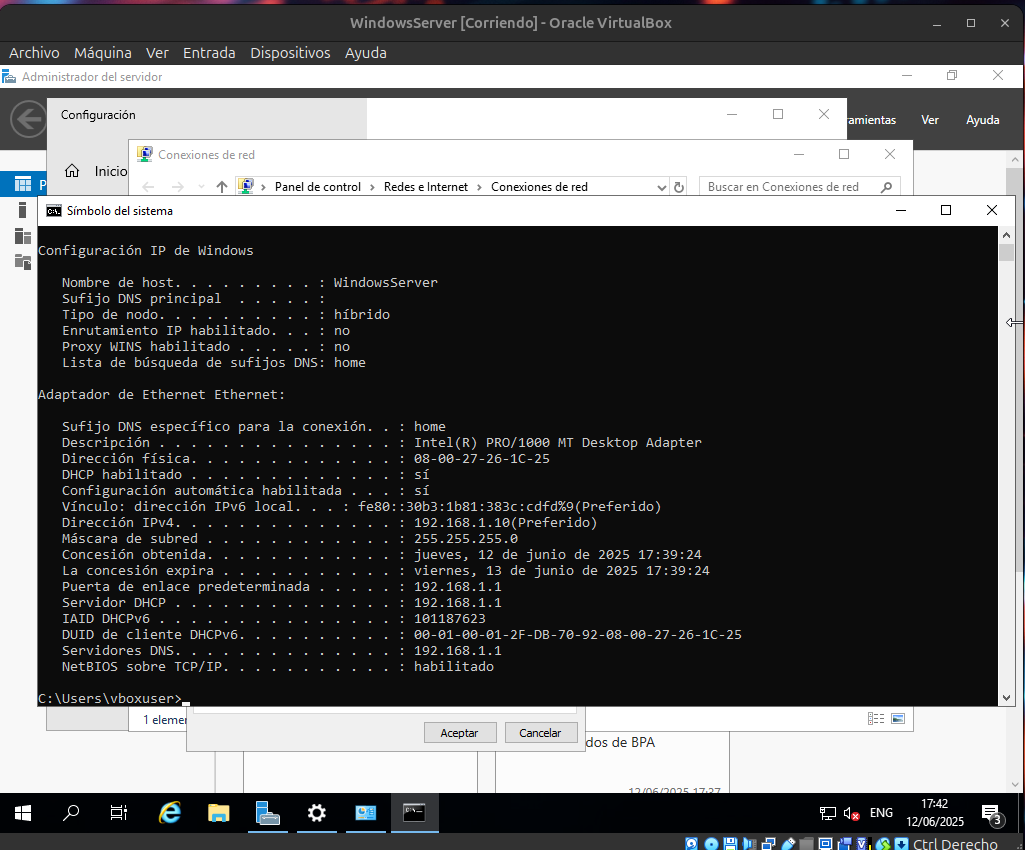 WindowsServer [Corriendo] - Oracle VirtualBox
Archivo Máquina Ver Entrada Dispositivos Ayuda
Administrador del servidor
Configuración
Ver Ayuda
Inicio
Conexiones de red
Panel de control > Redes e Internet > Conexiones de red
Buscar en Conexiones de red
Símbolo del sistema
Configuración IP de Windows
Nombre de host. . . . . . . . . : WindowsServer
Sufijo DNS principal . . . . . :
Tipo de nodo. . . . . . . . . . : híbrido
Enrutamiento IP habilitado. . . : no
Proxy WINS habilitado . . . . . : no
Lista de búsqueda de sufijos DNS: home
Adaptador de Ethernet Ethernet:
Sufijo DNS específico para la conexión. . : home
Descripción . . . . . . . . . . . . . . . : Intel(R) PRO/1000 MT Desktop Adapter
Dirección física. . . . . . . . . . . . . : 08-00-27-26-1C-25
DHCP habilitado . . . . . . . . . . . . . : sí
Configuración automática habilitada . . . : sí
Vínculo: dirección IPv6 local. . . : fe80::30b3:1b81:383c:cdfd%9(Preferido)
Dirección IPv4. . . . . . . . . . . . . . : 192.168.1.10(Preferido)
Máscara de subred . . . . . . . . . . . . : 255.255.255.0
Concesión obtenida. . . . . . . . . . . . : jueves, 12 de junio de 2025 17:39:24
La concesión expira . . . . . . . . . . . : viernes, 13 de junio de 2025 17:39:24
Puerta de enlace predeterminada . . . . . : 192.168.1.1
Servidor DHCP . . . . . . . . . . . . . . : 192.168.1.1
IAID DHCPv6 . . . . . . . . . . . . . . . : 101187623
DUID de cliente DHCPv6. . . . . . . . . . : 00-01-00-01-2F-DB-70-92-08-00-27-26-1C-25
Servidores DNS. . . . . . . . . . . . . . : 192.168.1.1
NetBIOS sobre TCP/IP. . . . . . . . . . . : habilitado
C:\Users\vboxuser>
Aceptar Cancelar
de BPA
12/06/2025 17:37
ENG
17:42
12/06/2025
3
Ctrl Derecho